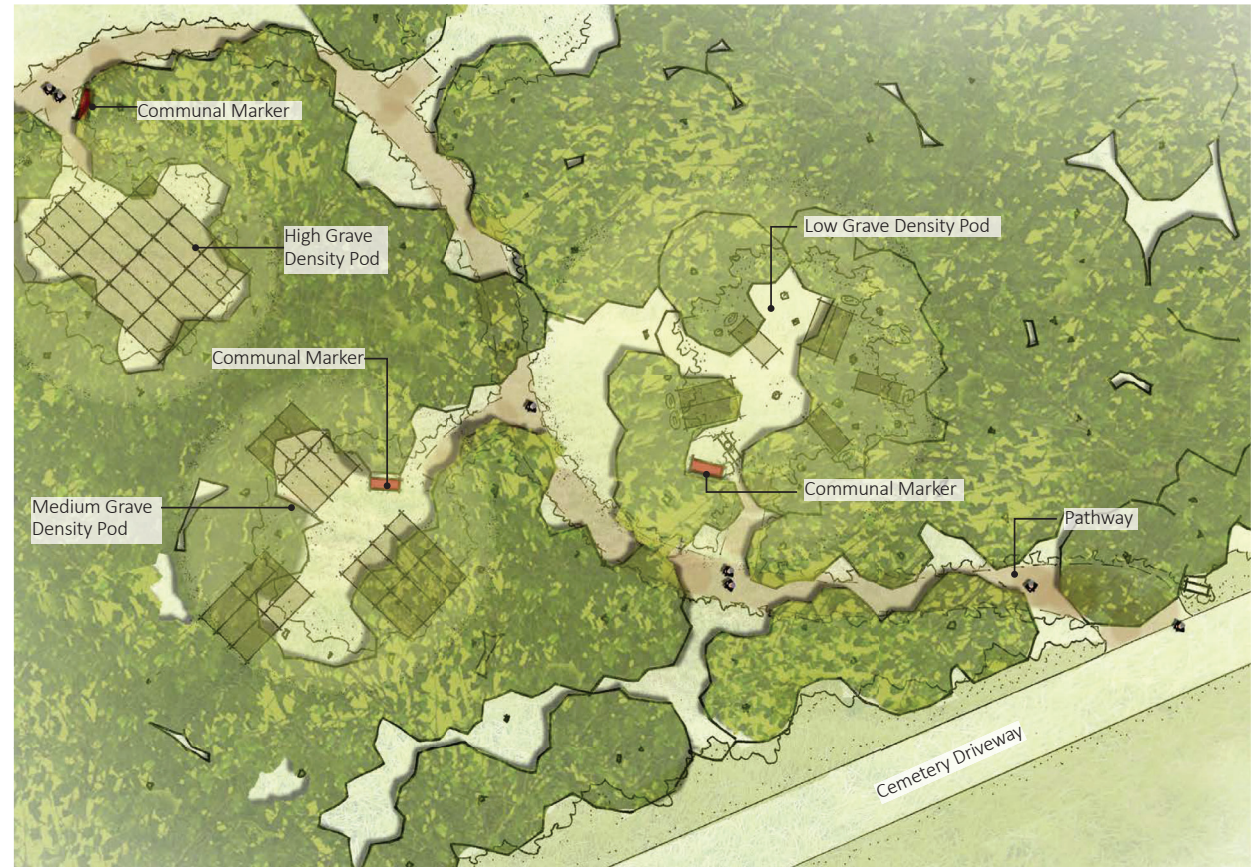 Communal Marker
High Grave
Density Pod
Low Grave Density Pod
Communal Marker
Medium Grave
Density Pod
Communal Marker
Pathway
Cemetery Driveway